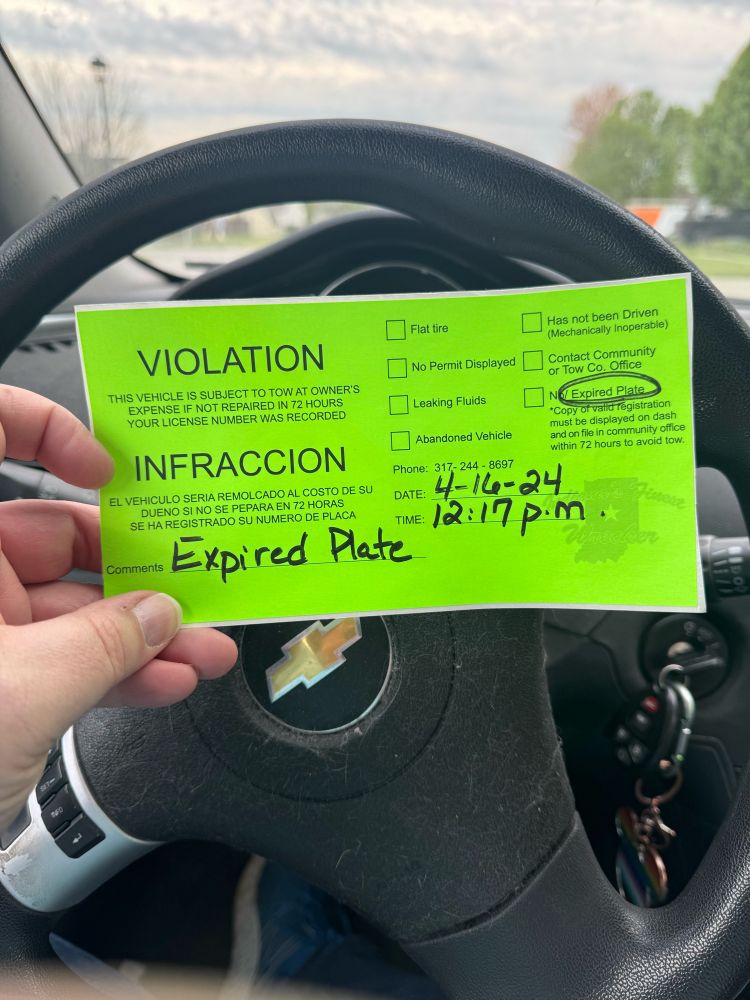 VIOLATION
THIS VEHICLE IS SUBJECT TO TOW AT OWNER'S
EXPENSE IF NOT REPAIRED IN 72 HOURS
YOUR LICENSE NUMBER WAS RECORDED
INFRACCION
EL VEHICULO SERIA REMOLCADO AL COSTO DE SU
DUENO SI NO SE PEPARA EN 72 HORAS
SE HA REGISTRADO SU NUMERO DE PLACA
Comments Expired Plate
Flat tire
No Permit Displayed
Leaking Fluids
Abandoned Vehicle
Has not been Driven
(Mechanically Inoperable)
Contact Community
or Tow Co. Office
No/ Expired Plate
*Copy of valid registration
must be displayed on dash
and on file in community office
within 72 hours to avoid tow.
Phone: 317-244-8697
DATE: 4-16-24
TIME: 12:17 p.m.
Wrecker